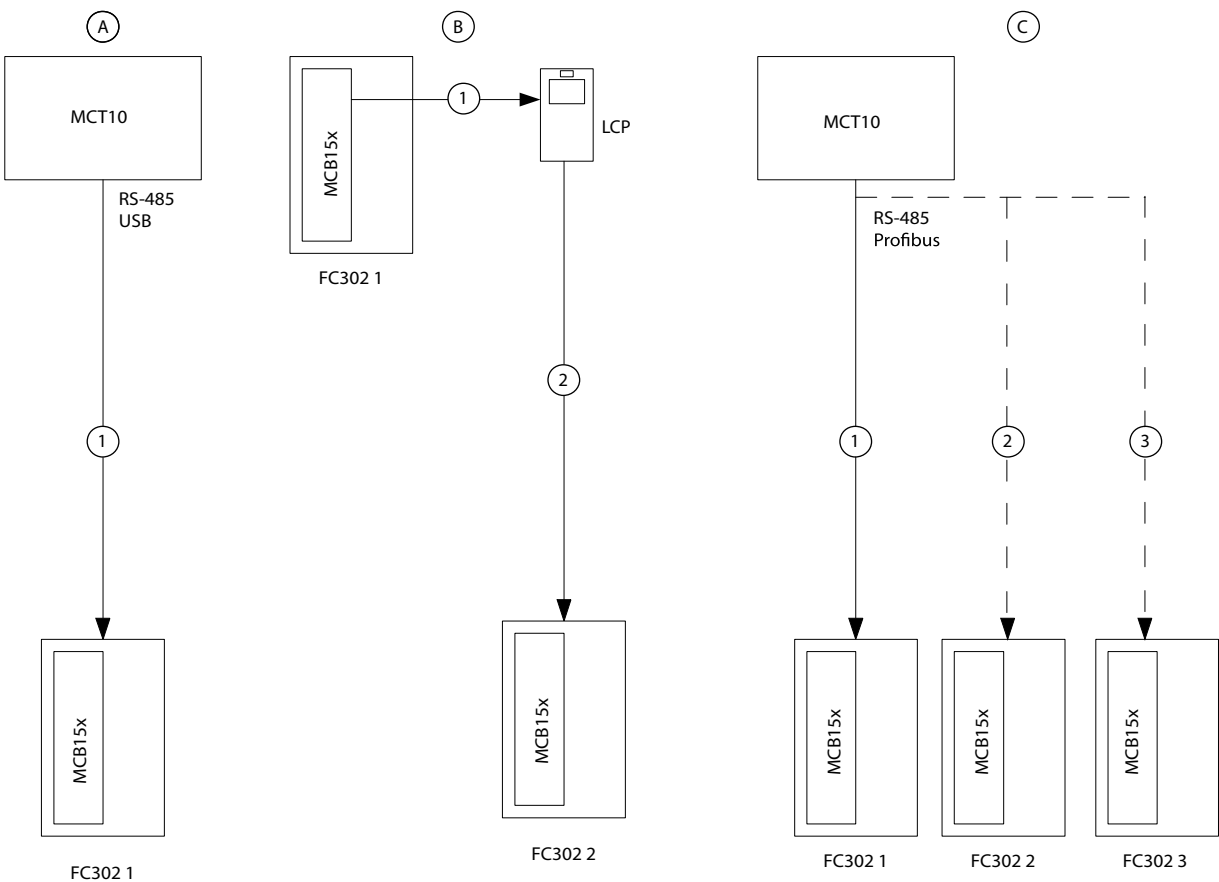 A
MCT10
RS-485
USB
1
MCB15x
FC302 1
B
MCB15x
FC302 1
1
LCP
2
MCB15x
FC302 2
C
MCT10
RS-485
Profibus
1
2
3
MCB15x
MCB15x
MCB15x
FC302 1
FC302 2
FC302 3